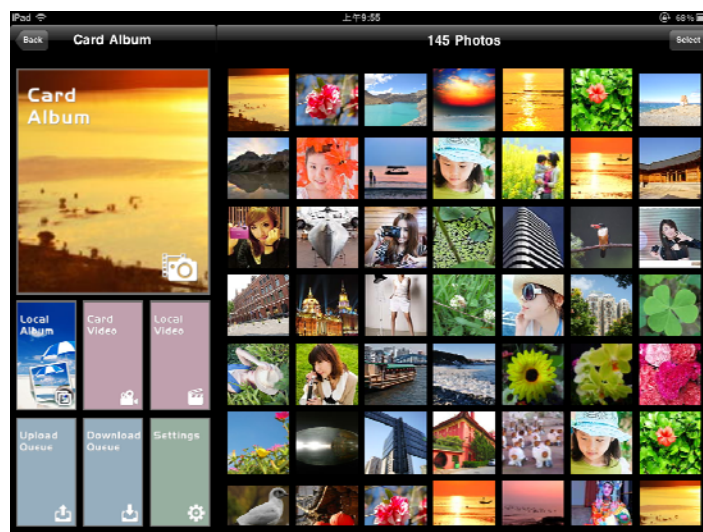 iPad
上午9:55
68%
Back
Card Album
145 Photos
Select
Card
Album
Local
Album
Card
Video
Local
Video
Upload
Queue
Download
Queue
Settings